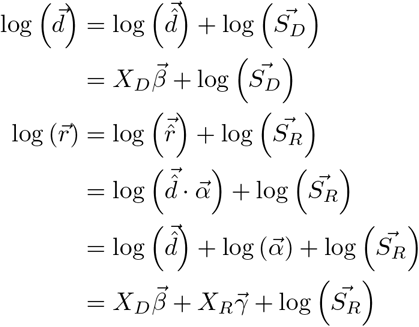 log (d⃗) = log (d̂⃗) + log (S⃗_D)
= X_D β⃗ + log (S⃗_D)
log (r⃗) = log (r̂⃗) + log (S⃗_R)
= log (d̂⃗ · α⃗) + log (S⃗_R)
= log (d̂⃗) + log (α⃗) + log (S⃗_R)
= X_D β⃗ + X_R γ⃗ + log (S⃗_R)